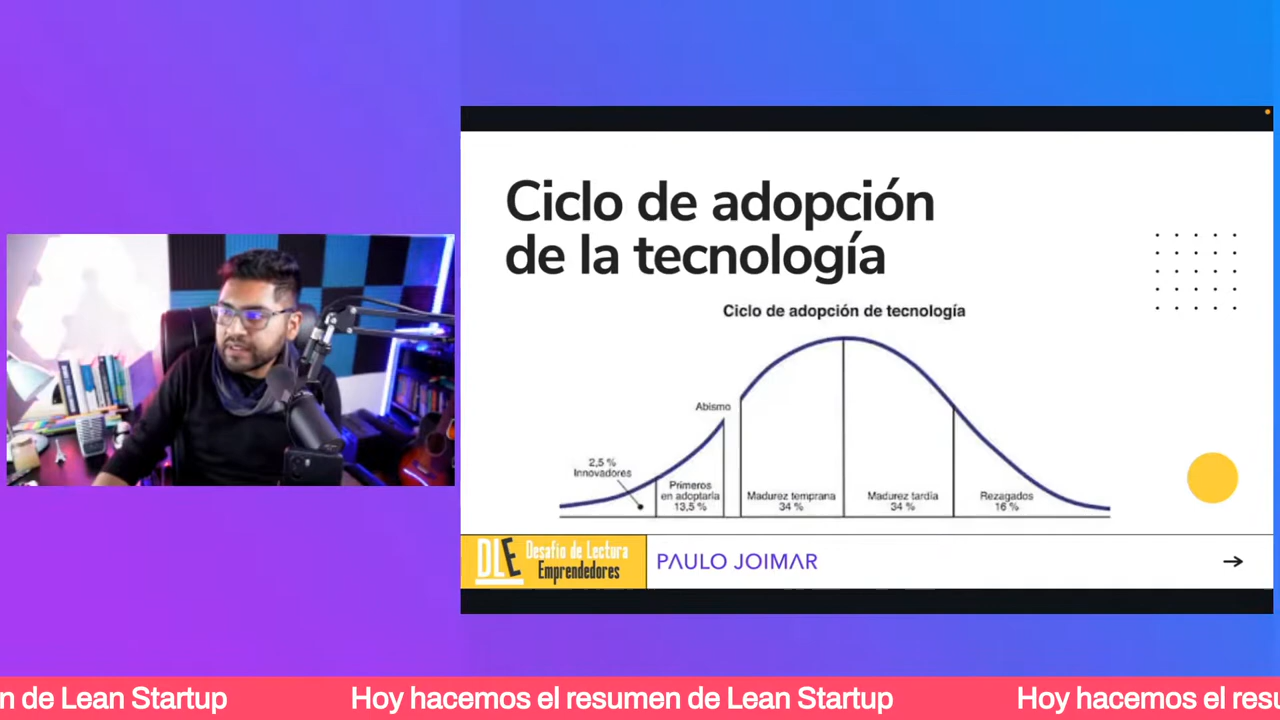 Ciclo de adopción
de la tecnología
Ciclo de adopción de tecnología
Abismo
2,5 %
Innovadores
Primeros
en adoptarla
13,5 %
Madurez temprana
34 %
Madurez tardía
34 %
Rezagados
16 %
DLE
Desafío de Lectura
Emprendedores
PAULO JOIMAR
n de Lean Startup
Hoy hacemos el resumen de Lean Startup
Hoy hacemos el resu